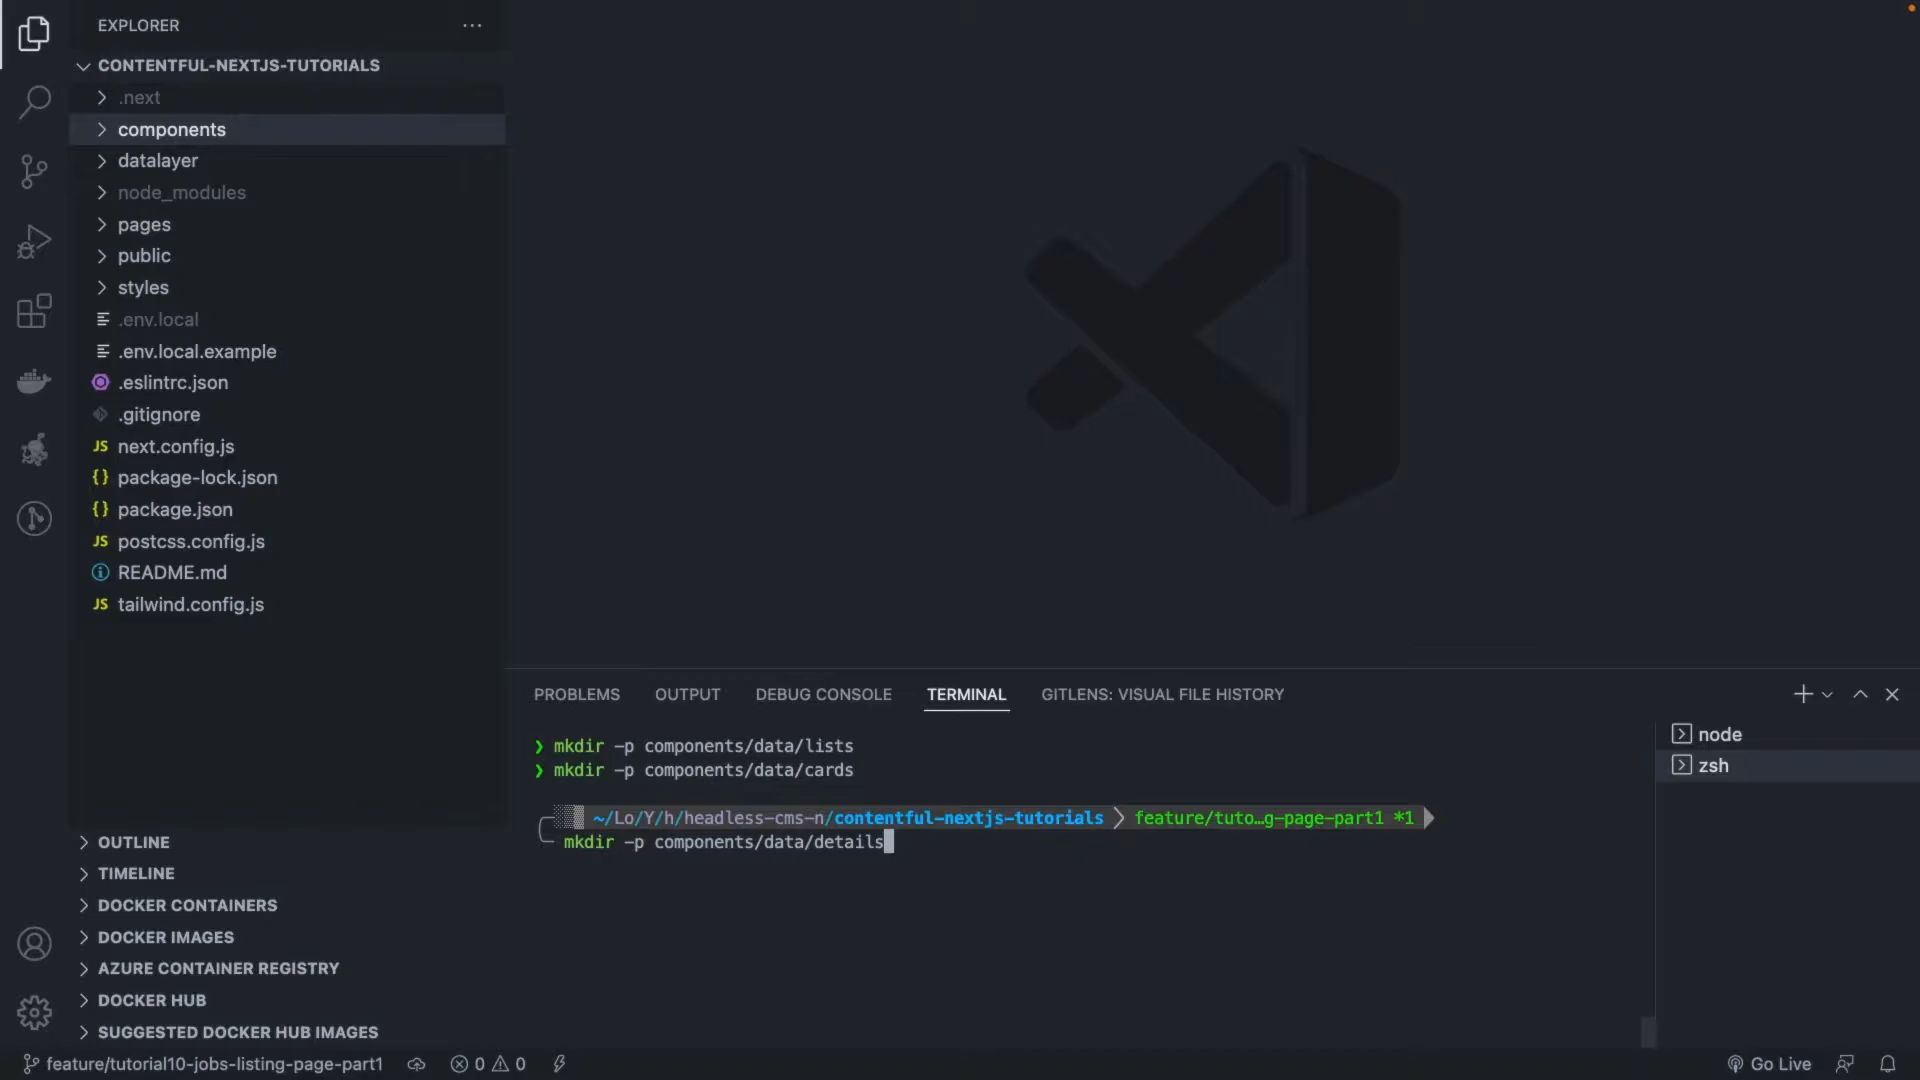 EXPLORER
CONTENTFUL-NEXTJS-TUTORIALS
.next
components
datalayer
node_modules
pages
public
styles
.env.local
.env.local.example
.eslintrc.json
.gitignore
JS next.config.js
{} package-lock.json
{} package.json
JS postcss.config.js
README.md
JS tailwind.config.js
OUTLINE
TIMELINE
DOCKER CONTAINERS
DOCKER IMAGES
AZURE CONTAINER REGISTRY
DOCKER HUB
SUGGESTED DOCKER HUB IMAGES
PROBLEMS OUTPUT DEBUG CONSOLE TERMINAL GITLENS: VISUAL FILE HISTORY
❯ mkdir -p components/data/lists
❯ mkdir -p components/data/cards
~/Lo/Y/h/headless-cms-n/contentful-nextjs-tutorials feature/tuto…g-page-part1 *1
mkdir -p components/data/details
node
zsh
feature/tutorial10-jobs-listing-page-part1 0 0 Go Live